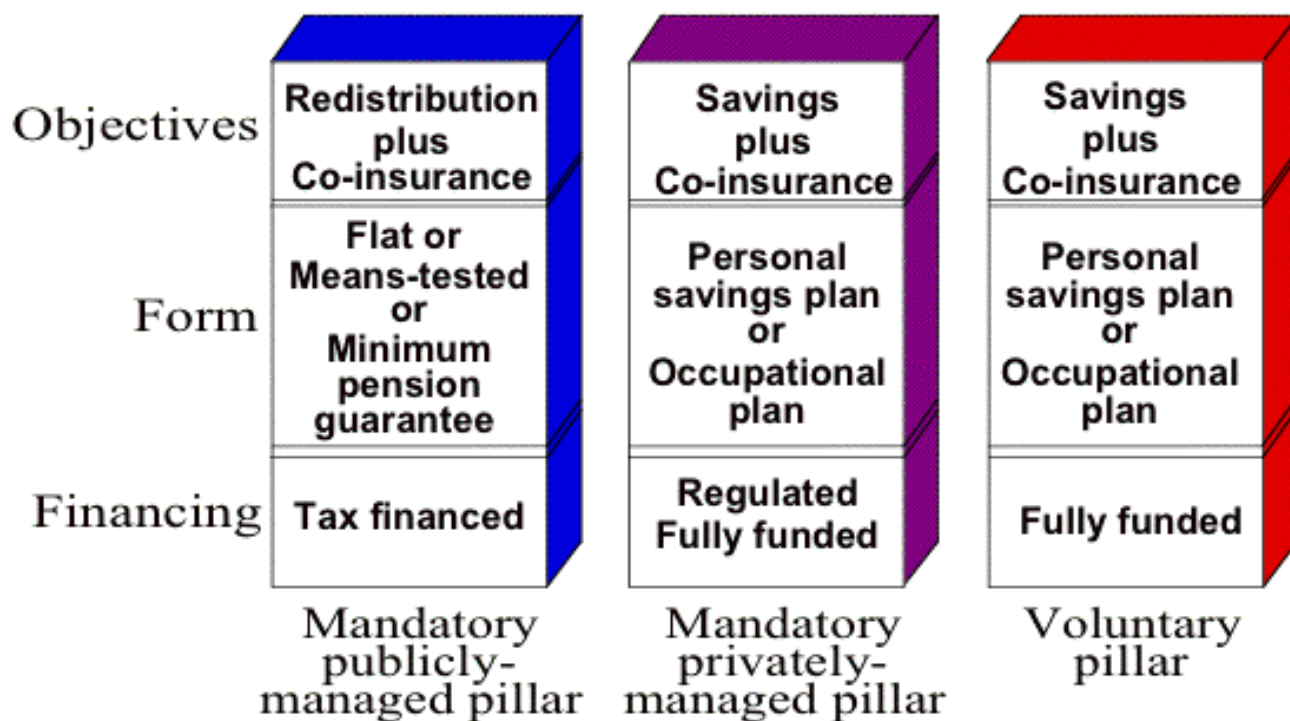 Objectives
Redistribution
plus
Co-insurance
Savings
plus
Co-insurance
Savings
plus
Co-insurance
Form
Flat or
Means-tested
or
Minimum
pension
guarantee
Personal
savings plan
or
Occupational
plan
Personal
savings plan
or
Occupational
plan
Financing
Tax financed
Regulated
Fully funded
Fully funded
Mandatory
publicly-
managed pillar
Mandatory
privately-
managed pillar
Voluntary
pillar